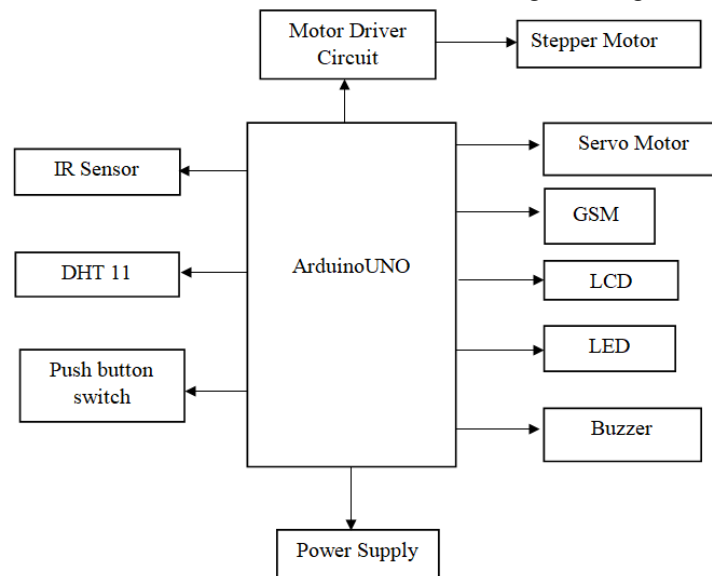 Motor Driver
Circuit
Stepper Motor
IR Sensor
Servo Motor
GSM
DHT 11
ArduinoUNO
LCD
LED
Push button
switch
Buzzer
Power Supply